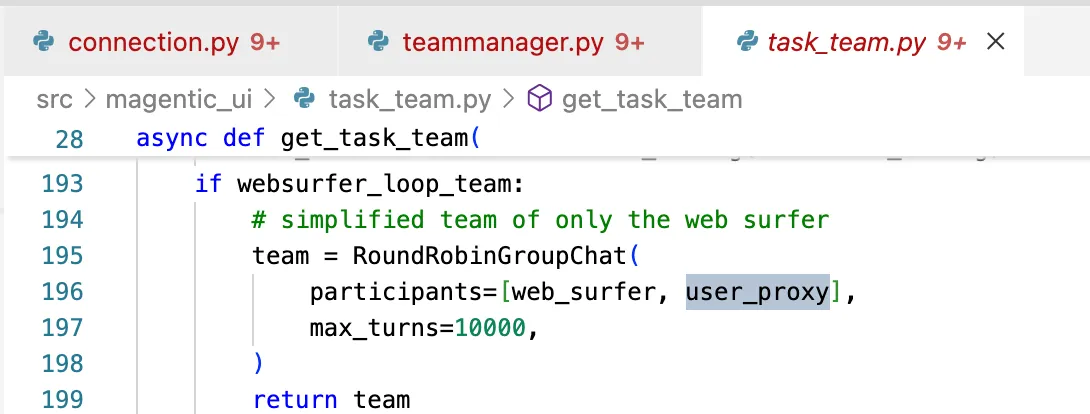 connection.py 9+ teammanager.py 9+ task_team.py 9+
src > magentic_ui > task_team.py > get_task_team
28 async def get_task_team(
193 if websurfer_loop_team:
194 # simplified team of only the web surfer
195 team = RoundRobinGroupChat(
196 participants=[web_surfer, user_proxy],
197 max_turns=10000,
198 )
199 return team